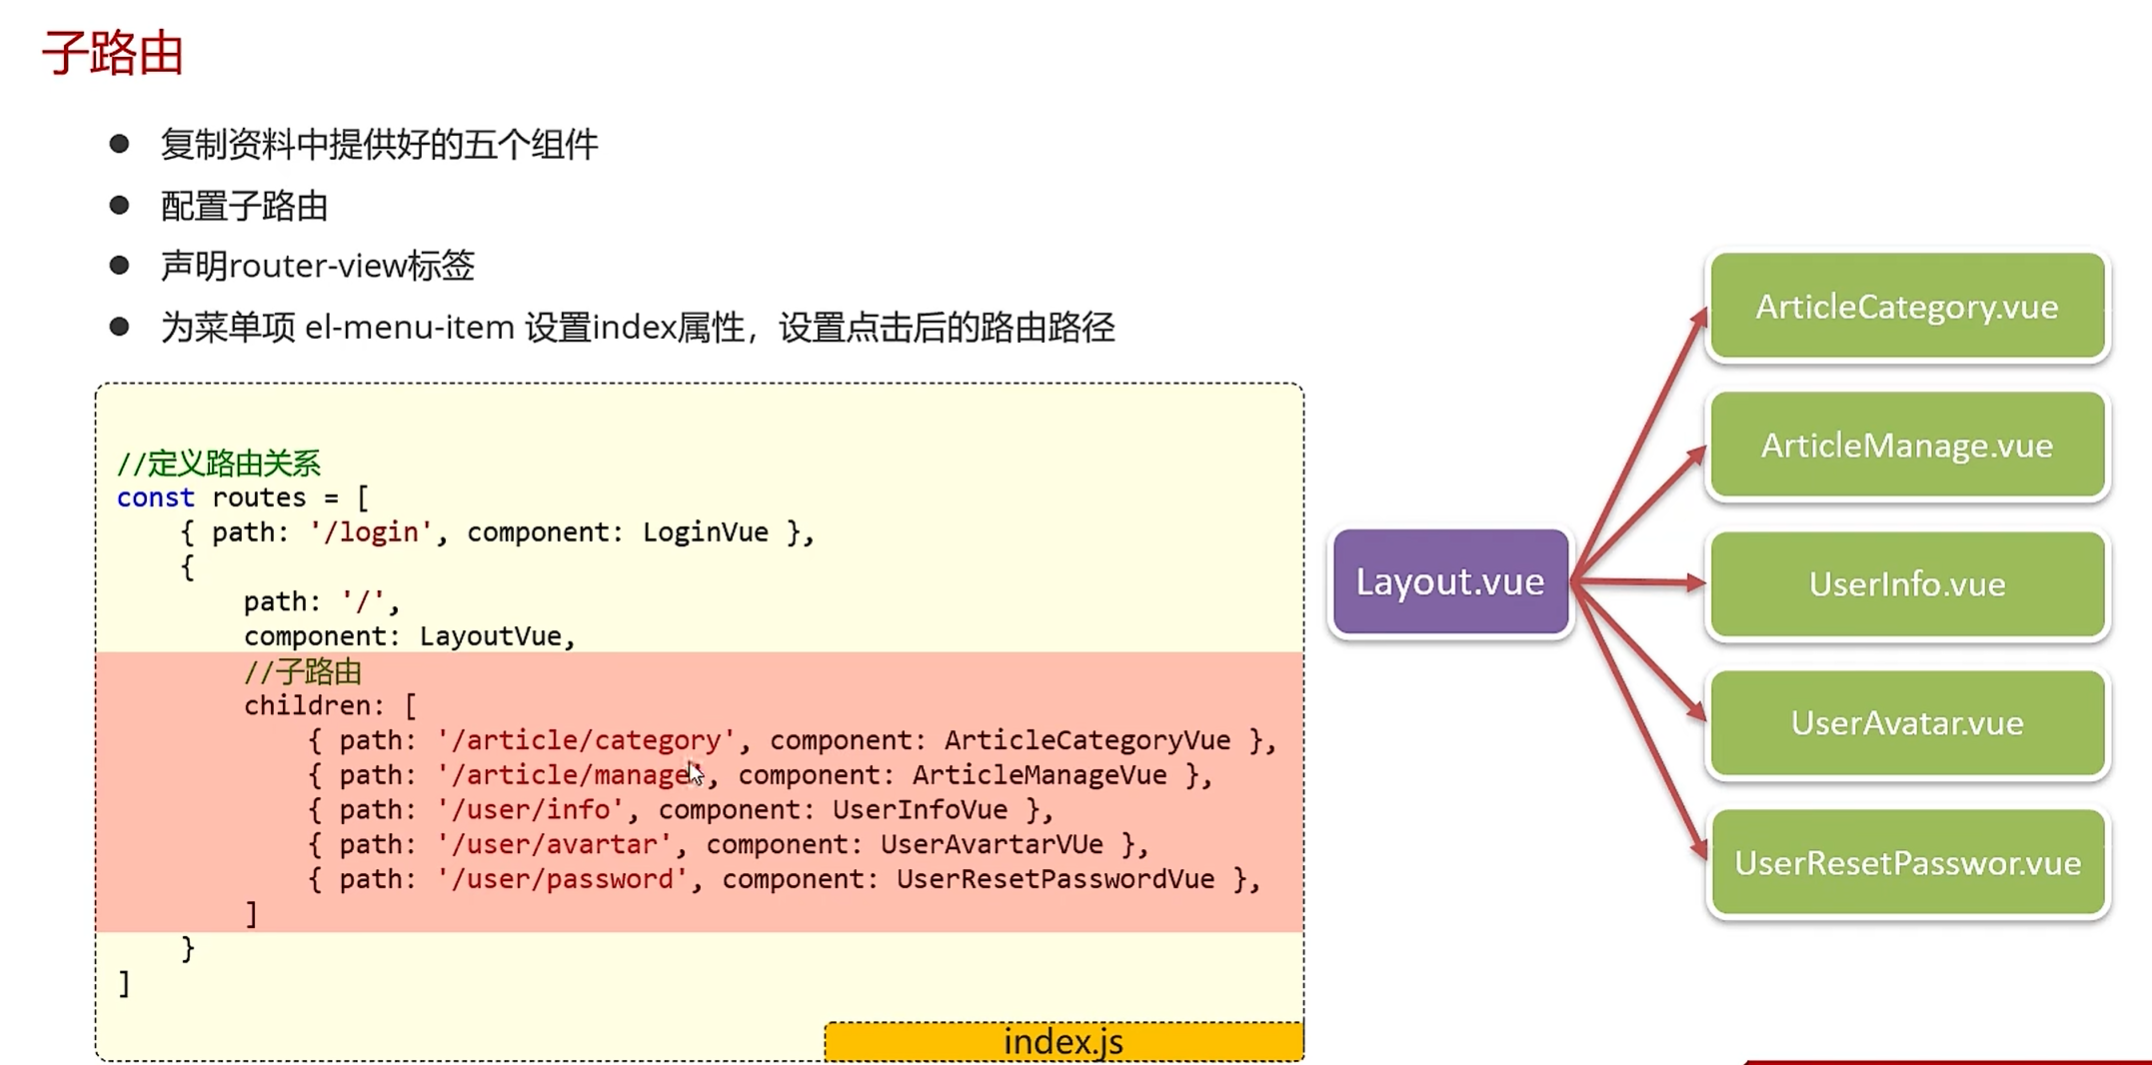 子路由
复制资料中提供好的五个组件
配置子路由
声明router-view标签
为菜单项 el-menu-item 设置index属性，设置点击后的路由路径
//定义路由关系
const routes = [
{ path: '/login', component: LoginVue },
{
path: '/',
component: LayoutVue,
//子路由
children: [
{ path: '/article/category', component: ArticleCategoryVue },
{ path: '/article/manage', component: ArticleManageVue },
{ path: '/user/info', component: UserInfoVue },
{ path: '/user/avartar', component: UserAvartarVUe },
{ path: '/user/password', component: UserResetPasswordVue },
]
}
]
index.js
Layout.vue
ArticleCategory.vue
ArticleManage.vue
UserInfo.vue
UserAvatar.vue
UserResetPasswor.vue